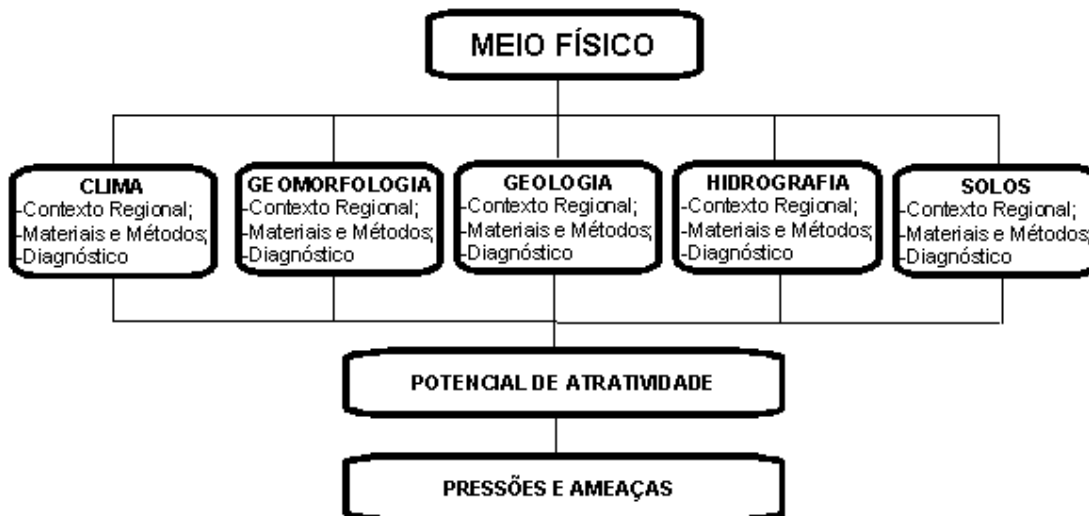 MEIO FÍSICO
CLIMA
-Contexto Regional;
-Materiais e Métodos;
-Diagnóstico
GEOMORFOLOGIA
-Contexto Regional;
-Materiais e Métodos;
-Diagnóstico
GEOLOGIA
-Contexto Regional;
-Materiais e Métodos;
-Diagnóstico
HIDROGRAFIA
-Contexto Regional;
-Materiais e Métodos;
-Diagnóstico
SOLOS
-Contexto Regional;
-Materiais e Métodos;
-Diagnóstico
POTENCIAL DE ATRATIVIDADE
PRESSÕES E AMEAÇAS